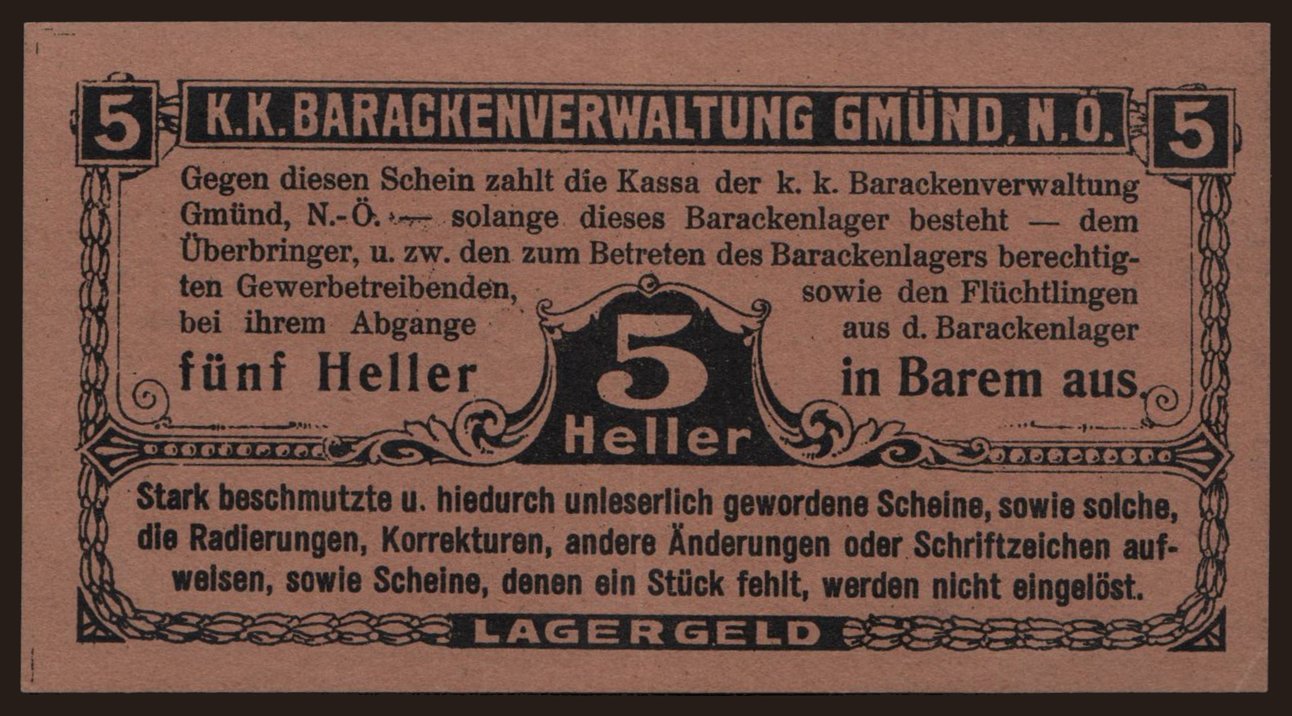 5 K.K. BARACKENVERWALTUNG GMÜND, N.Ö. 5
Gegen diesen Schein zahlt die Kassa der k. k. Barackenverwaltung
Gmünd, N.-Ö. — solange dieses Barackenlager besteht — dem
Überbringer, u. zw. den zum Betreten des Barackenlagers berechtig-
ten Gewerbetreibenden, sowie den Flüchtlingen
bei ihrem Abgange aus d. Barackenlager
fünf Heller in Barem aus.
5
Heller
Stark beschmutzte u. hiedurch unleserlich gewordene Scheine, sowie solche,
die Radierungen, Korrekturen, andere Änderungen oder Schriftzeichen auf-
weisen, sowie Scheine, denen ein Stück fehlt, werden nicht eingelöst.
LAGERGELD